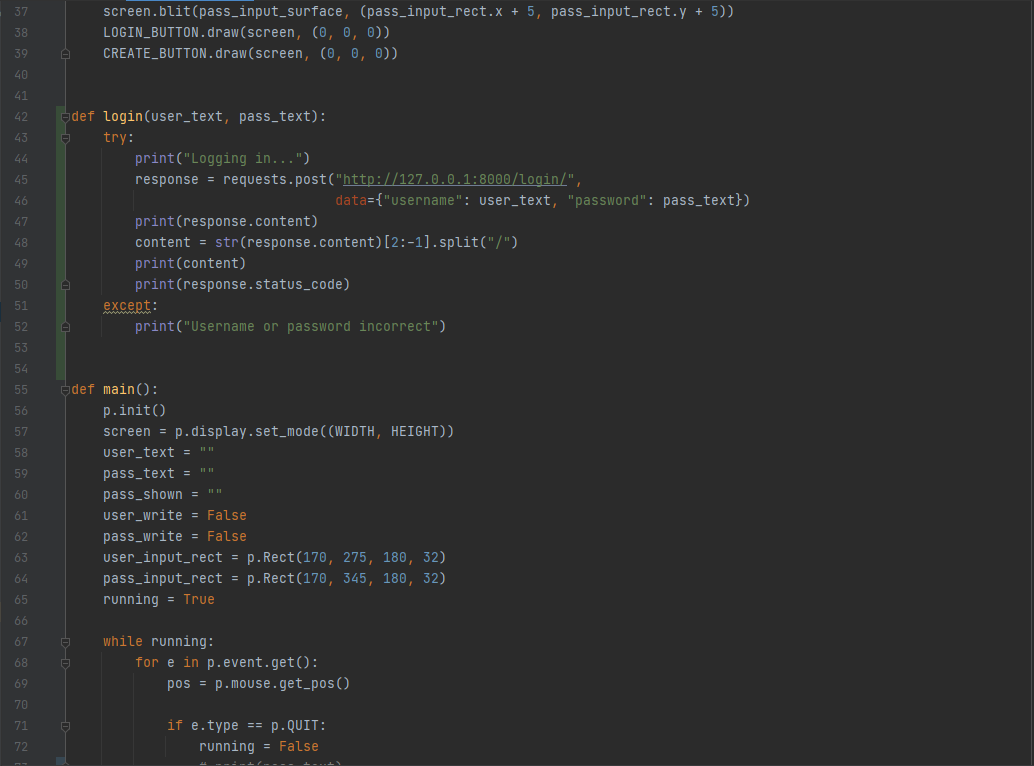 37 screen.blit(pass_input_surface, (pass_input_rect.x + 5, pass_input_rect.y + 5))
38 LOGIN_BUTTON.draw(screen, (0, 0, 0))
39 CREATE_BUTTON.draw(screen, (0, 0, 0))
40
41
42 def login(user_text, pass_text):
43 try:
44 print("Logging in...")
45 response = requests.post("http://127.0.0.1:8000/login/",
46 data={"username": user_text, "password": pass_text})
47 print(response.content)
48 content = str(response.content)[2:-1].split("/")
49 print(content)
50 print(response.status_code)
51 except:
52 print("Username or password incorrect")
53
54
55 def main():
56 p.init()
57 screen = p.display.set_mode((WIDTH, HEIGHT))
58 user_text = ""
59 pass_text = ""
60 pass_shown = ""
61 user_write = False
62 pass_write = False
63 user_input_rect = p.Rect(170, 275, 180, 32)
64 pass_input_rect = p.Rect(170, 345, 180, 32)
65 running = True
66
67 while running:
68 for e in p.event.get():
69 pos = p.mouse.get_pos()
70
71 if e.type == p.QUIT:
72 running = False
73 # print(pass_text)